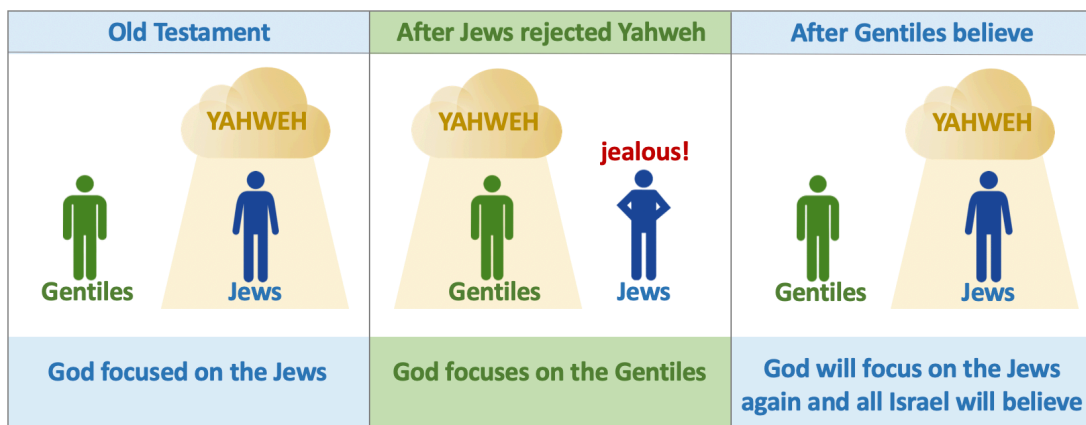 Old Testament
After Jews rejected Yahweh
After Gentiles believe
YAHWEH
Gentiles
Jews
YAHWEH
jealous!
Gentiles
Jews
YAHWEH
Gentiles
Jews
God focused on the Jews
God focuses on the Gentiles
God will focus on the Jews
again and all Israel will believe